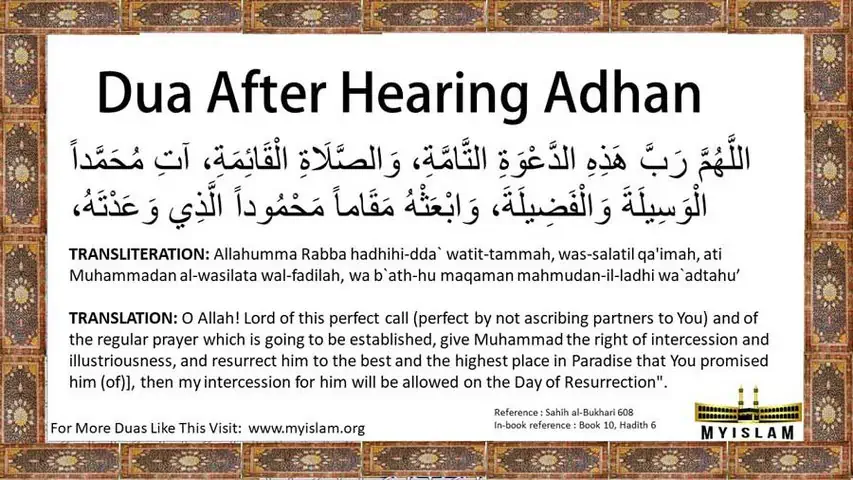 Dua After Hearing Adhan
اللَّهُمَّ رَبَّ هَذِهِ الدَّعْوَةِ التَّامَّةِ، وَالصَّلَاةِ الْقَائِمَةِ، آتِ مُحَمَّداً
الْوَسِيلَةَ وَالْفَضِيلَةَ، وَابْعَثْهُ مَقَاماً مَحْمُوداً الَّذِي وَعَدْتَهُ،
TRANSLITERATION: Allahumma Rabba hadhihi-dda` watit-tammah, was-salatil qa'imah, ati
Muhammadan al-wasilata wal-fadilah, wa b`ath-hu maqaman mahmudan-il-ladhi wa`adtahu’
TRANSLATION: O Allah! Lord of this perfect call (perfect by not ascribing partners to You) and of
the regular prayer which is going to be established, give Muhammad the right of intercession and
illustriousness, and resurrect him to the best and the highest place in Paradise that You promised
him (of)], then my intercession for him will be allowed on the Day of Resurrection".
Reference : Sahih al-Bukhari 608
In-book reference : Book 10, Hadith 6
For More Duas Like This Visit: www.myislam.org
MYISLAM